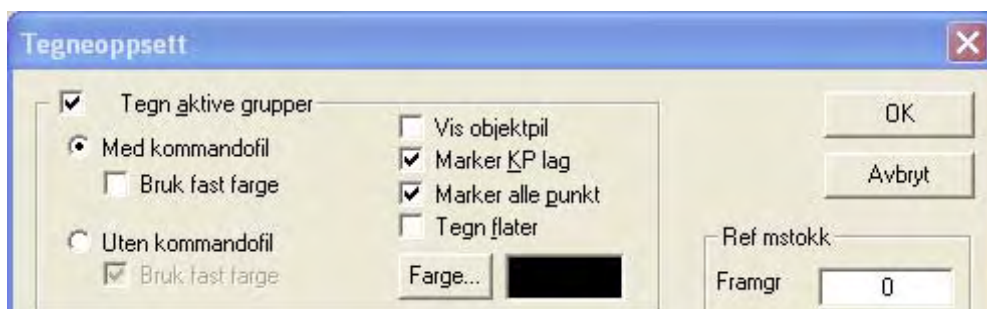 Tegneoppsett
Tegn aktive grupper
Med kommandofil
Bruk fast farge
Uten kommandofil
Bruk fast farge
Vis objektpil
Marker KP lag
Marker alle punkt
Tegn flater
Farge...
OK
Avbryt
Ref mstokk
Framgr 0